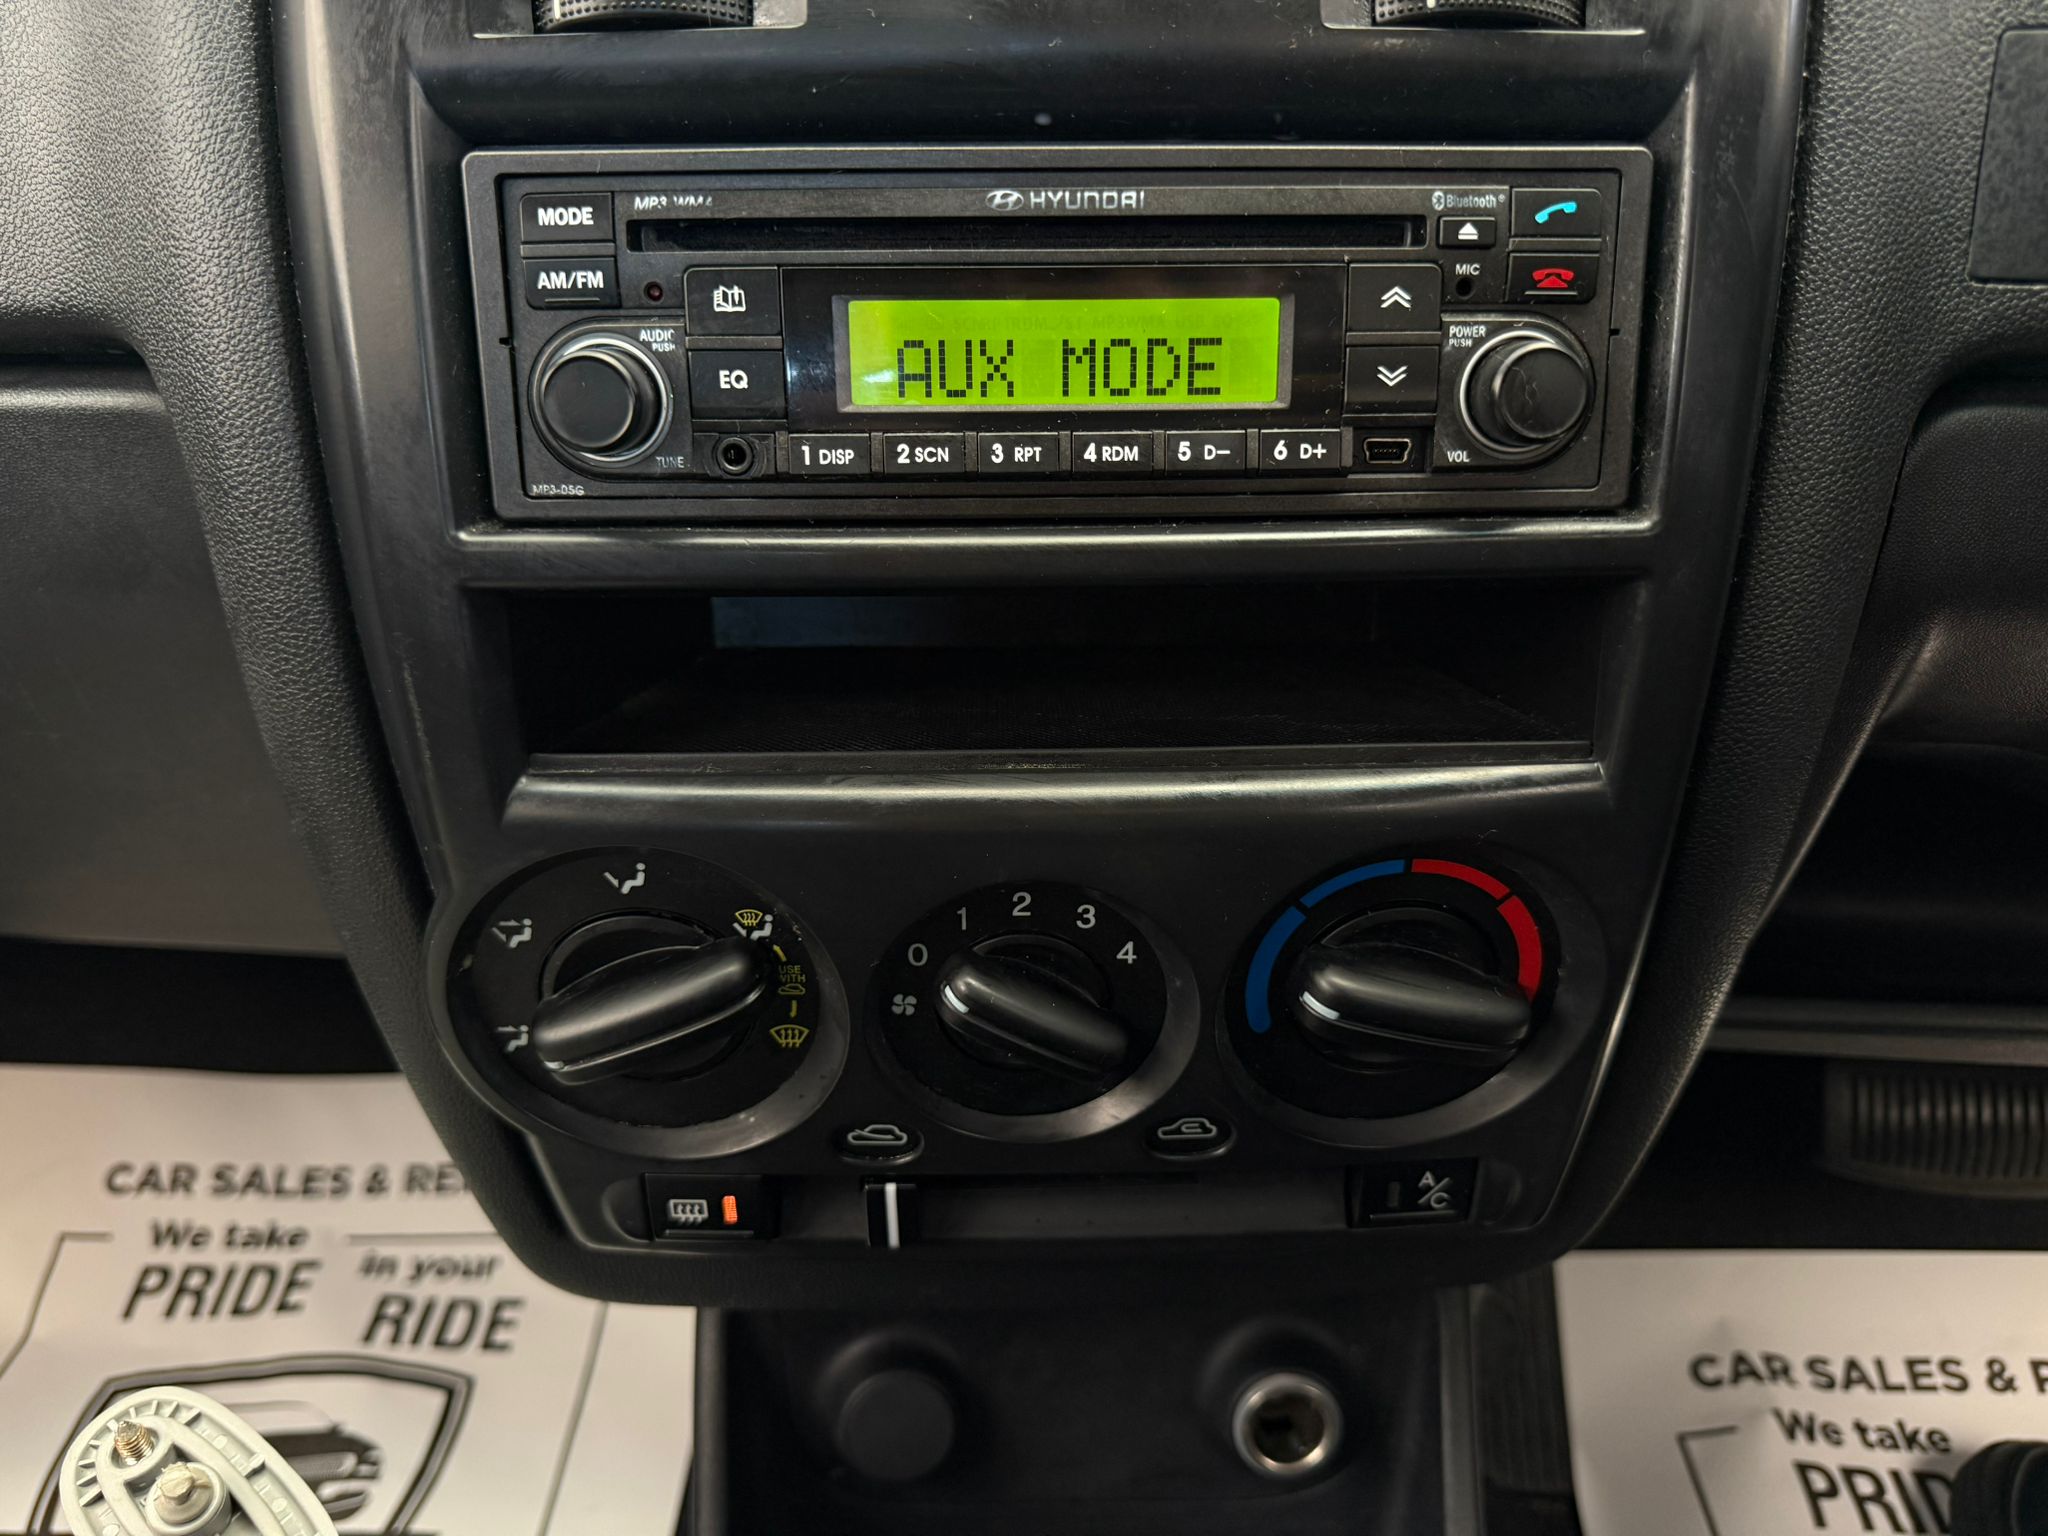 MP3 WMA
HYUNDAI
Bluetooth®
MODE
AM/FM
MIC
AUDIO
PUSH
POWER
PUSH
AUX MODE
EQ
TUNE
1 DISP
2 SCN
3 RPT
4 RDM
5 D–
6 D+
VOL
MP3-05G
0
1
2
3
4
USE
WITH
A/C
CAR SALES & RE
We take
PRIDE
in your
RIDE
CAR SALES & R
We take
PRID